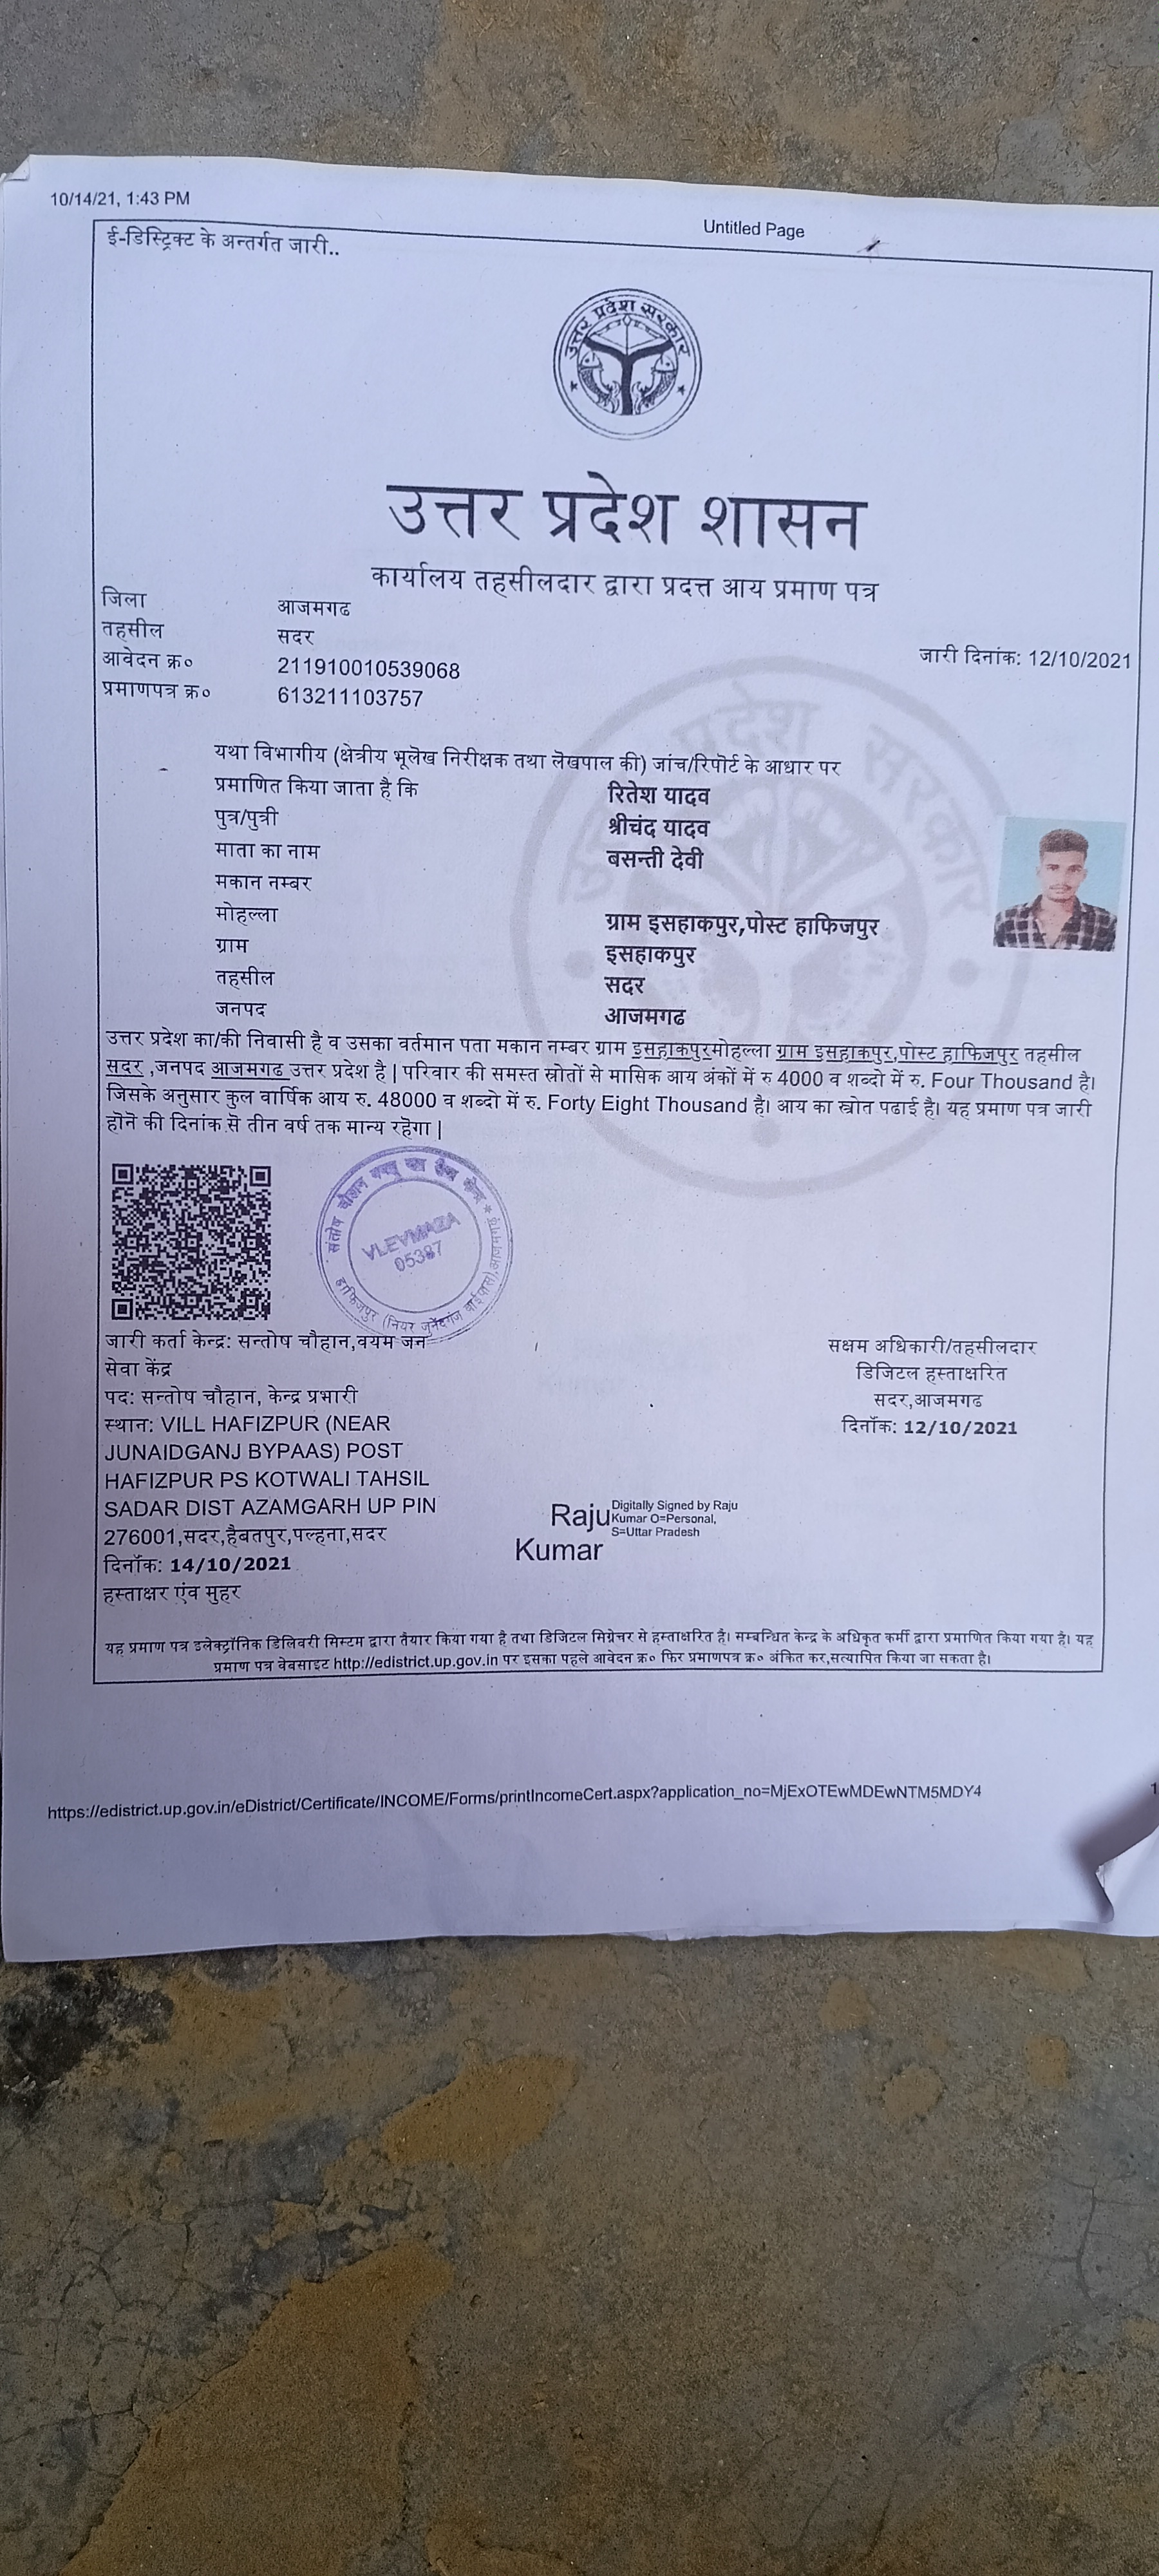 10/14/21, 1:43 PM
Untitled Page
ई-डिस्ट्रिक्ट के अन्तर्गत जारी..
उत्तर प्रदेश सरकार
उत्तर प्रदेश शासन
कार्यालय तहसीलदार द्वारा प्रदत्त आय प्रमाण पत्र
जिला आजमगढ
तहसील सदर
आवेदन क्र० 211910010539068
जारी दिनांक: 12/10/2021
प्रमाणपत्र क्र० 613211103757
यथा विभागीय (क्षेत्रीय भूलेख निरीक्षक तथा लेखपाल की) जांच/रिपोर्ट के आधार पर
प्रमाणित किया जाता है कि रितेश यादव
पुत्र/पुत्री श्रीचंद यादव
माता का नाम बसन्ती देवी
मकान नम्बर
मोहल्ला ग्राम इसहाकपुर,पोस्ट हाफिजपुर
ग्राम इसहाकपुर
तहसील सदर
जनपद आजमगढ
उत्तर प्रदेश का/की निवासी है व उसका वर्तमान पता मकान नम्बर ग्राम इसहाकपुरमोहल्ला ग्राम इसहाकपुर,पोस्ट हाफिजपुर तहसील
सदर ,जनपद आजमगढ उत्तर प्रदेश है | परिवार की समस्त स्रोतों से मासिक आय अंकों में रु 4000 व शब्दो में रु. Four Thousand है।
जिसके अनुसार कुल वार्षिक आय रु. 48000 व शब्दो में रु. Forty Eight Thousand है। आय का स्त्रोत पढाई है। यह प्रमाण पत्र जारी
होने की दिनांक से तीन वर्ष तक मान्य रहेगा |
संतोष चौहान जन सेवा केन्द्र
05387
हाफिजपुर (नियर जुनैदगंज बाईपास) आजमगढ़
जारी कर्ता केन्द्र: सन्तोष चौहान,वयम जन
सेवा केंद्र
पद: सन्तोष चौहान, केन्द्र प्रभारी
स्थान: VILL HAFIZPUR (NEAR
JUNAIDGANJ BYPAAS) POST
HAFIZPUR PS KOTWALI TAHSIL
SADAR DIST AZAMGARH UP PIN
276001,सदर,हैबतपुर,पल्हना,सदर
दिनॉक: 14/10/2021
हस्ताक्षर एंव मुहर
सक्षम अधिकारी/तहसीलदार
डिजिटल हस्ताक्षरित
सदर,आजमगढ
दिनॉक: 12/10/2021
Raju
Kumar
Digitally Signed by Raju
Kumar O=Personal,
S=Uttar Pradesh
यह प्रमाण पत्र इलेक्ट्रॉनिक डिलिवरी सिस्टम द्वारा तैयार किया गया है तथा डिजिटल सिग्नेचर से हस्ताक्षरित है। सम्बन्धित केन्द्र के अधिकृत कर्मी द्वारा प्रमाणित किया गया है। यह
प्रमाण पत्र वेबसाइट http://edistrict.up.gov.in पर इसका पहले आवेदन क्र० फिर प्रमाणपत्र क्र० अंकित कर,सत्यापित किया जा सकता है।
https://edistrict.up.gov.in/eDistrict/Certificate/INCOME/Forms/printIncomeCert.aspx?application_no=MjExOTEwMDEwNTM5MDY4